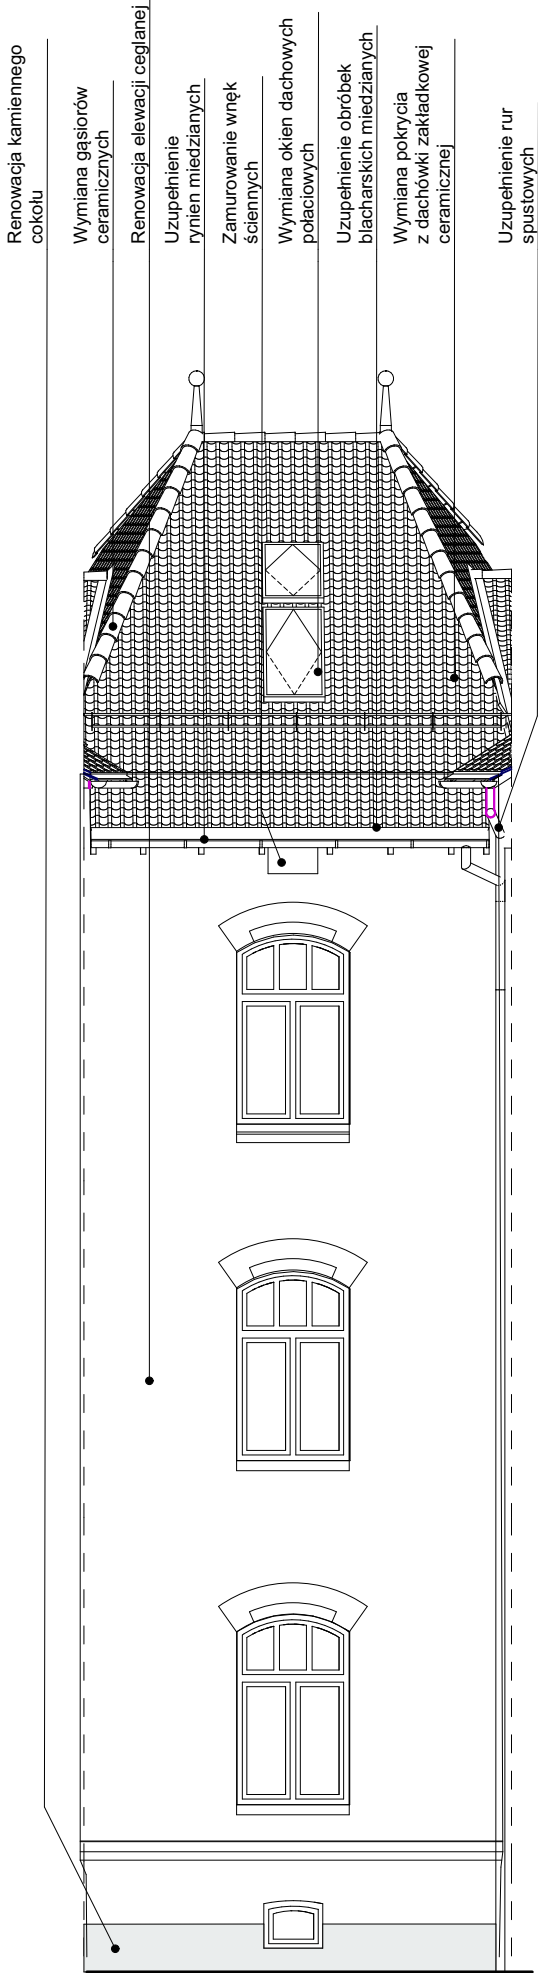 Renowacja kamiennego
cokołu
Wymiana gąsiorów
ceramicznych
Renowacja elewacji ceglanej
Uzupełnienie
rynien miedzianych
Zamurowanie wnęk
ściennych
Wymiana okien dachowych
połaciowych
Uzupełnienie obróbek
blacharskich miedzianych
Wymiana pokrycia
z dachówki zakładkowej
ceramicznej
Uzupełnienie rur
spustowych